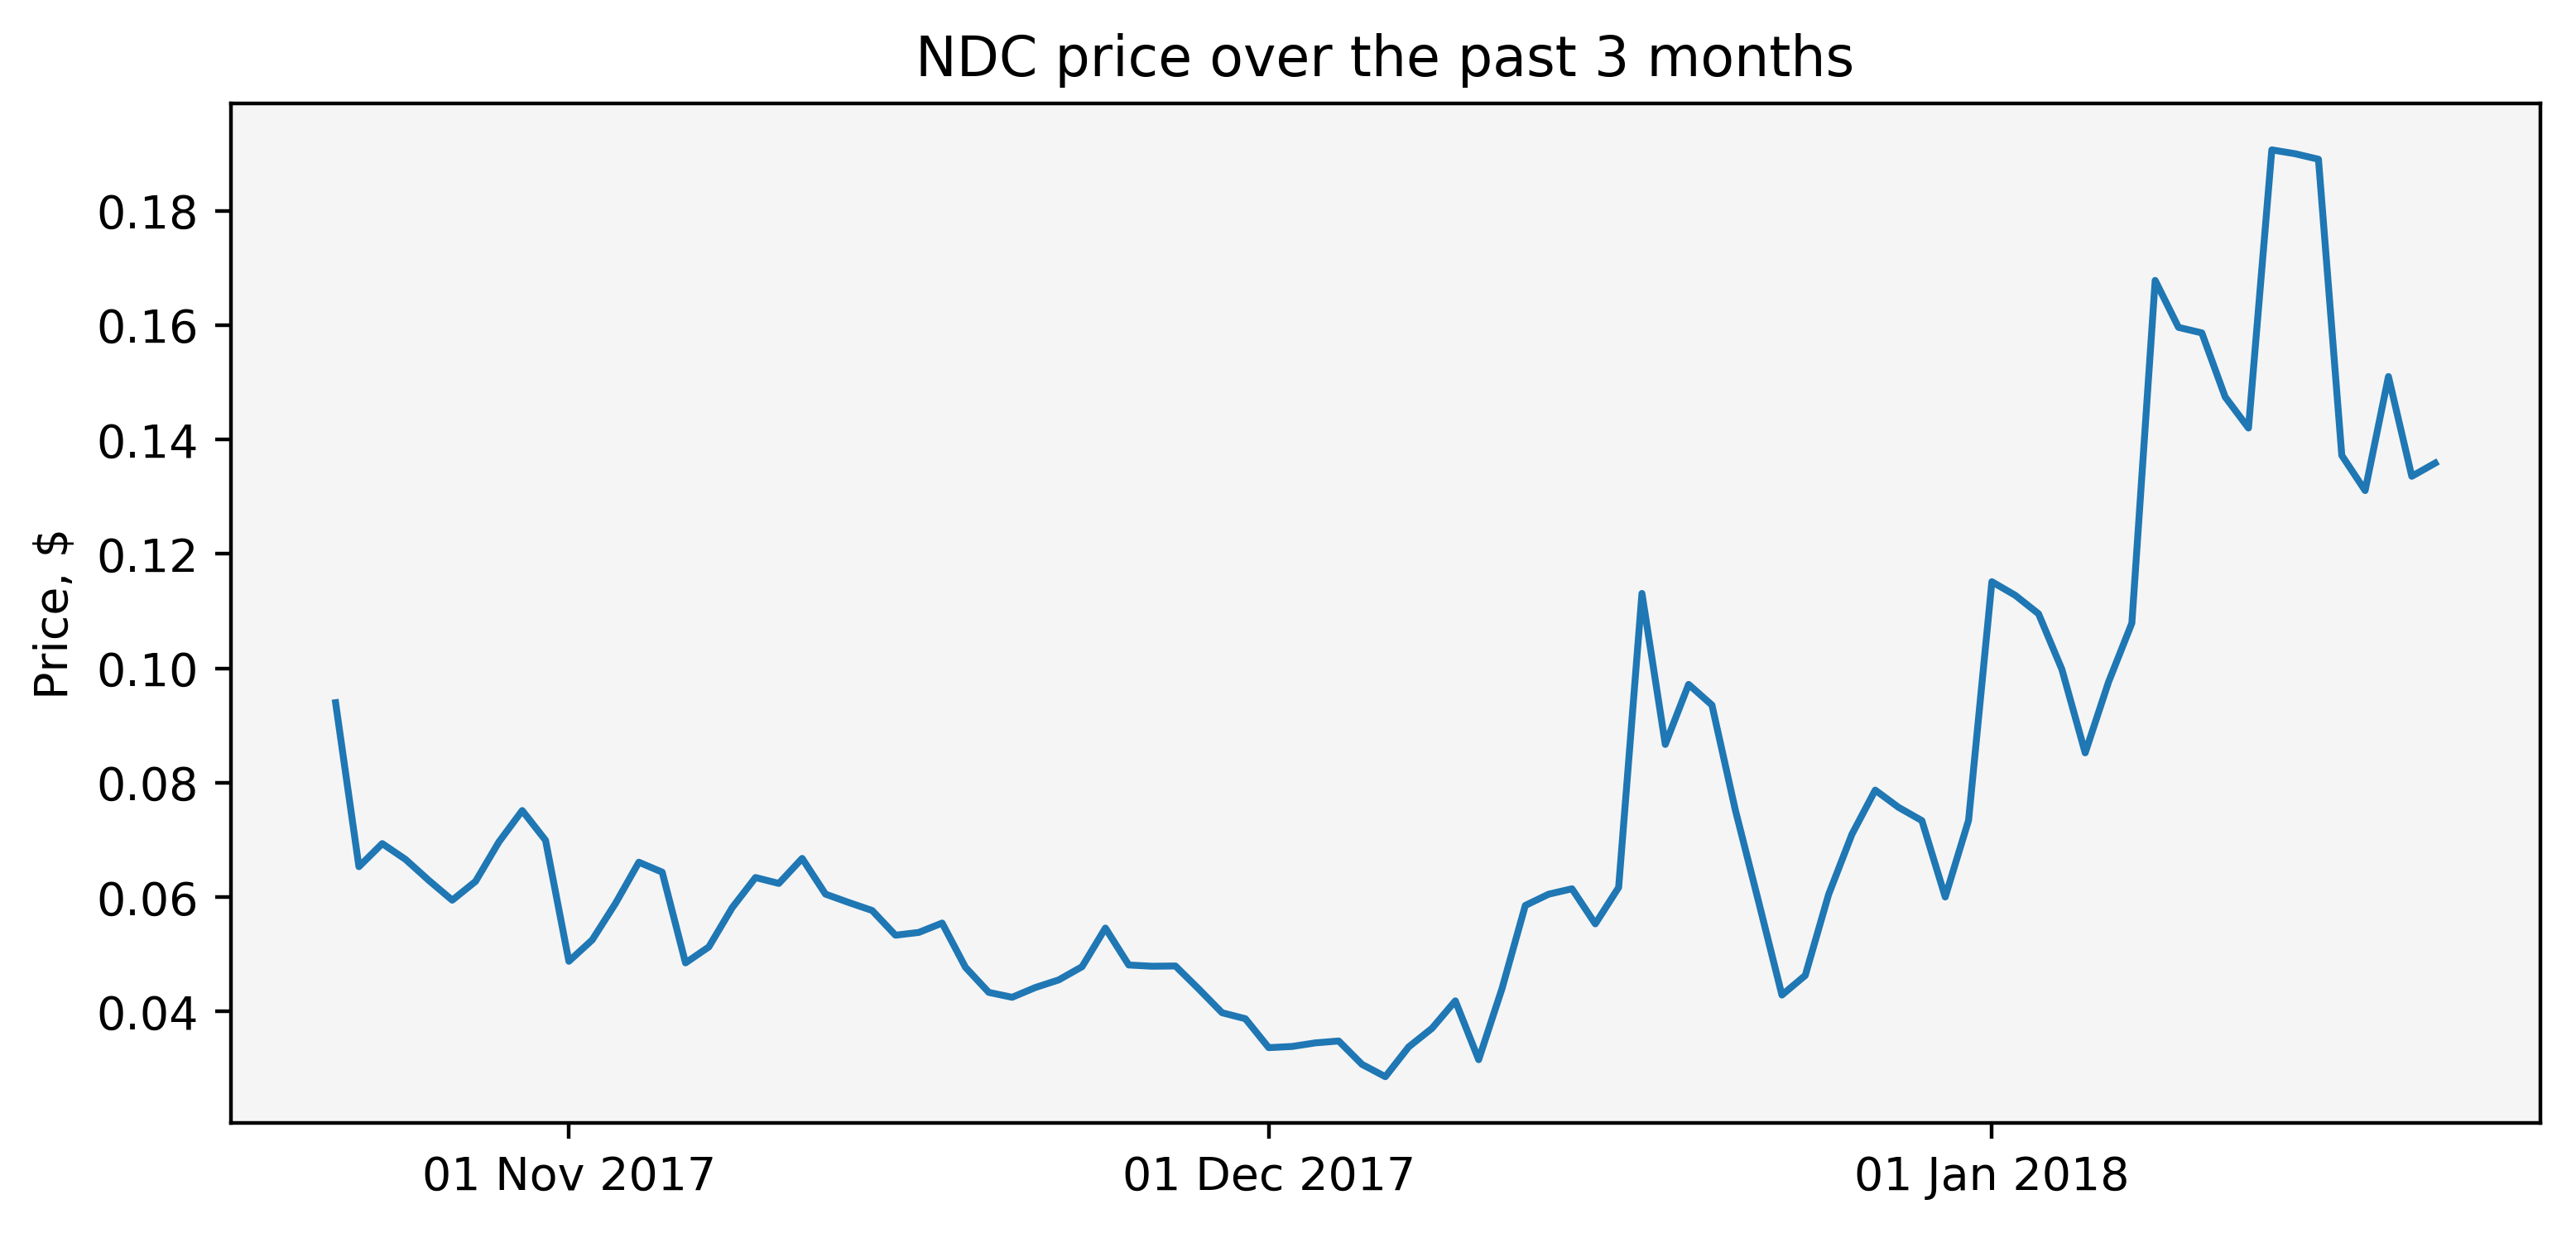 NDC price over the past 3 months
Price, $
0.18
0.16
0.14
0.12
0.10
0.08
0.06
0.04
01 Nov 2017
01 Dec 2017
01 Jan 2018